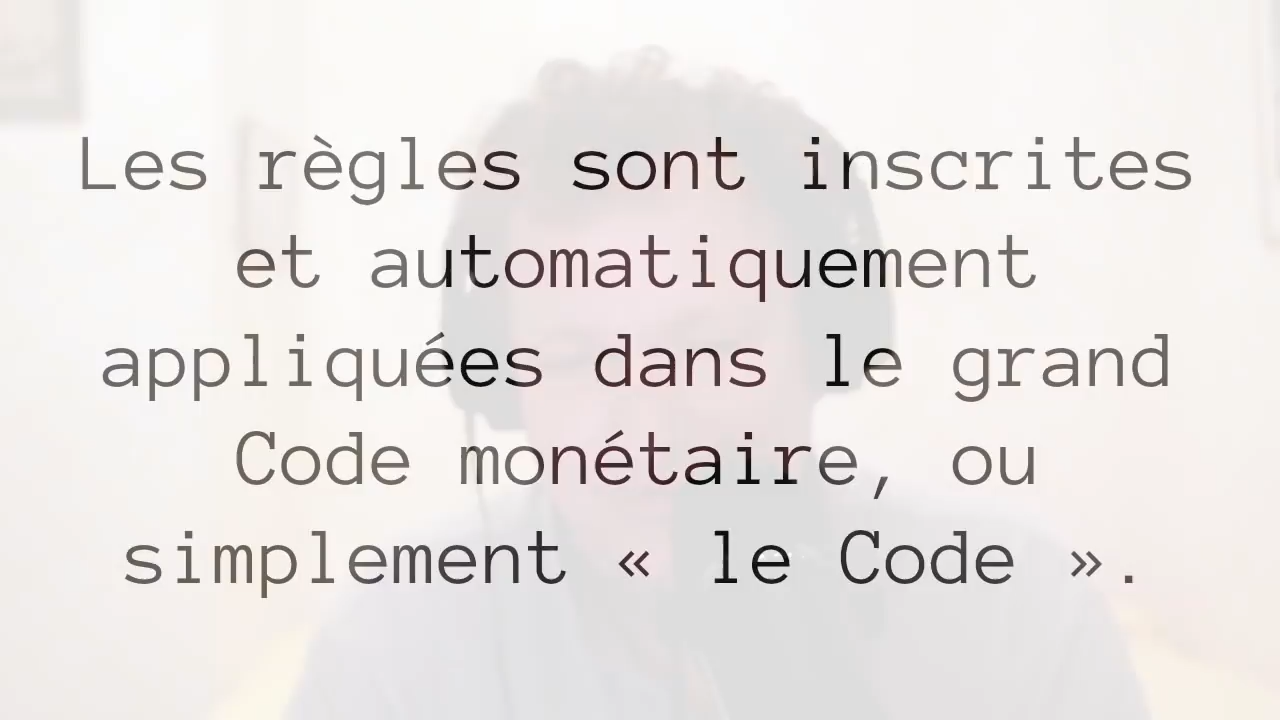 Les règles sont inscrites
et automatiquement
appliquées dans le grand
Code monétaire, ou
simplement « le Code ».